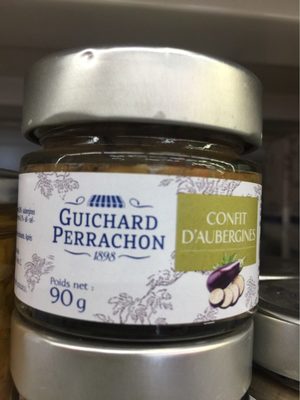 GUICHARD
PERRACHON
1898
CONFIT
D'AUBERGINES
Poids net :
90 g